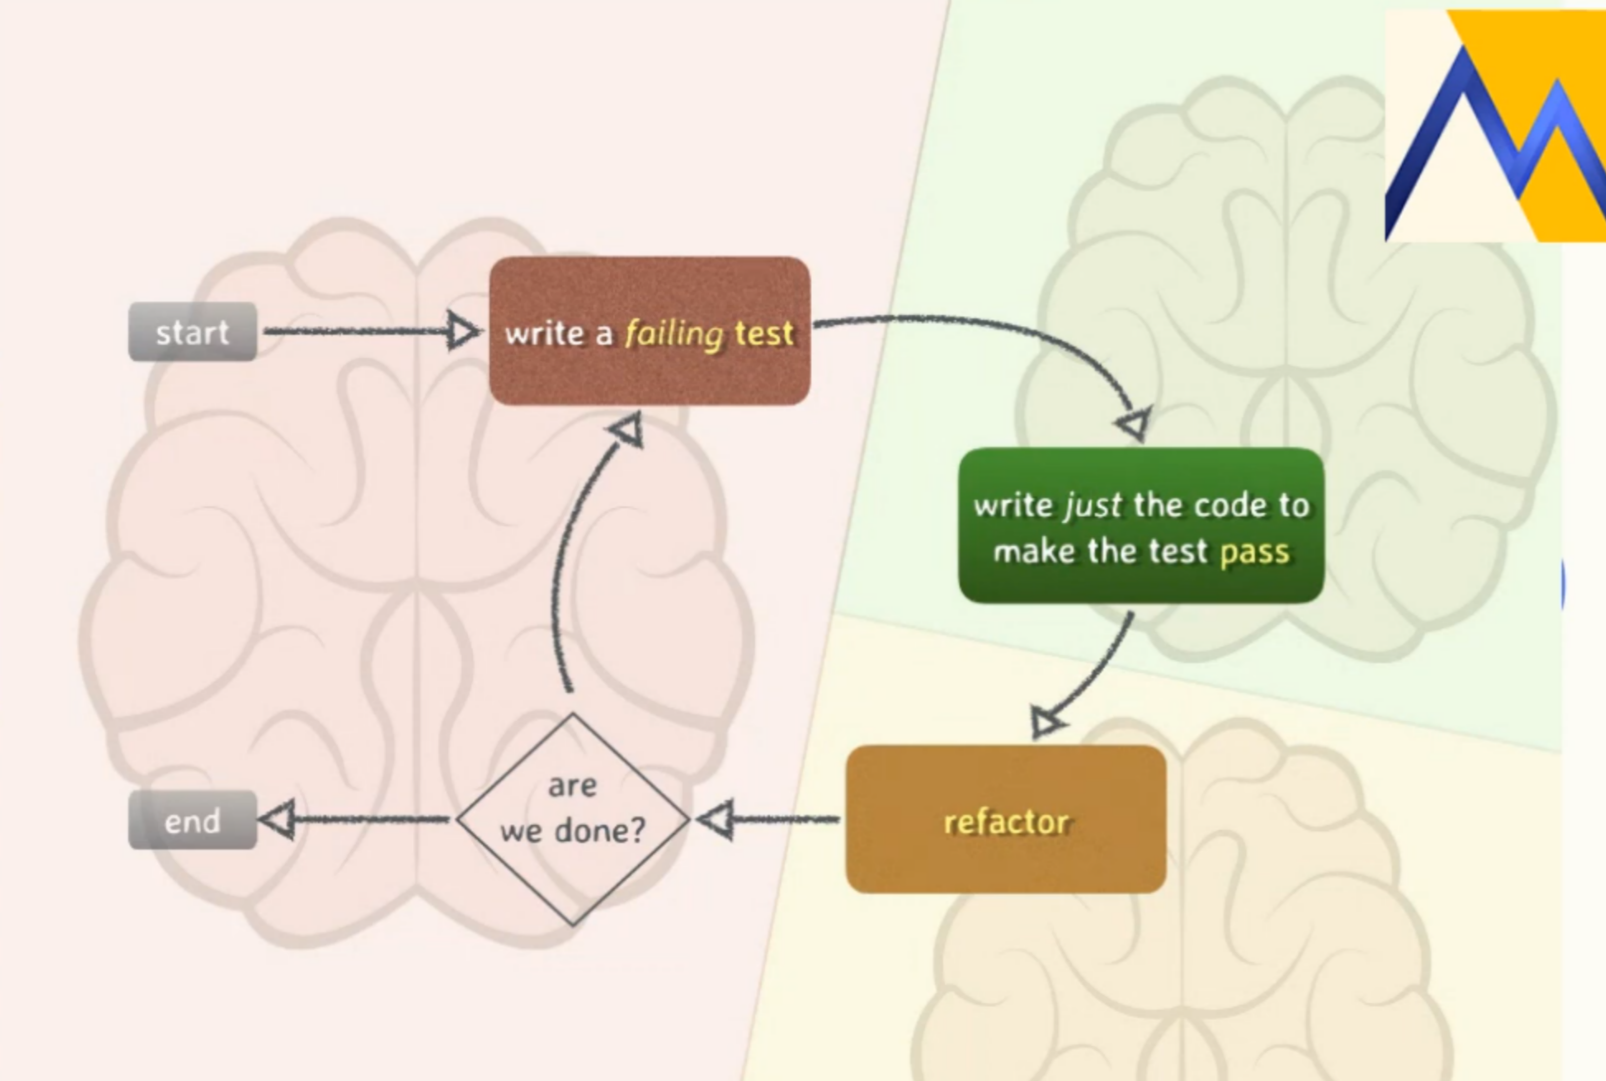 start
write a failing test
write just the code to
make the test pass
refactor
are
we done?
end